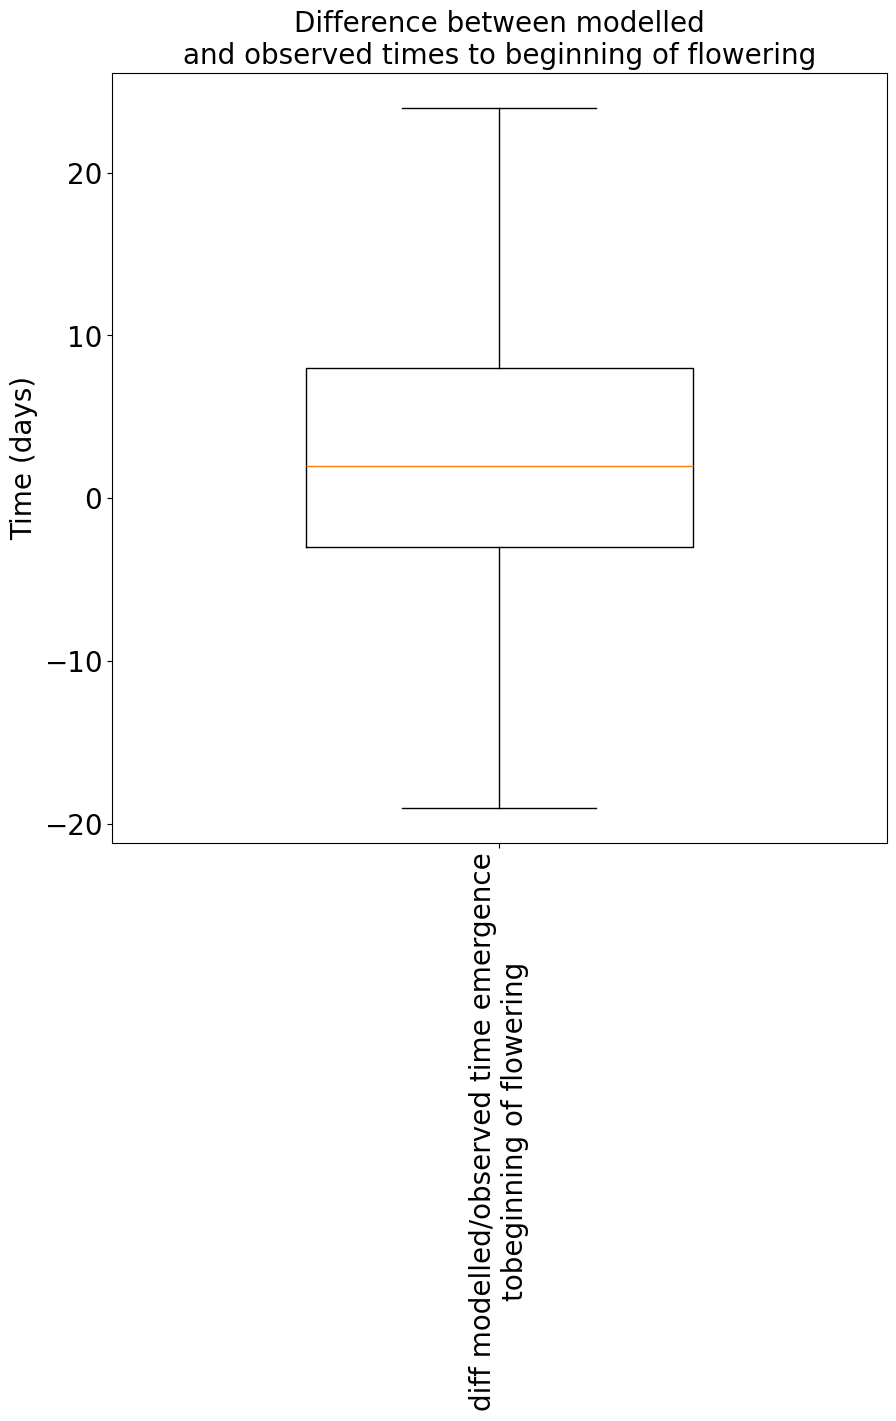 Difference between modelled
and observed times to beginning of flowering
Time (days)
20
10
0
−10
−20
diff modelled/observed time emergence
tobeginning of flowering